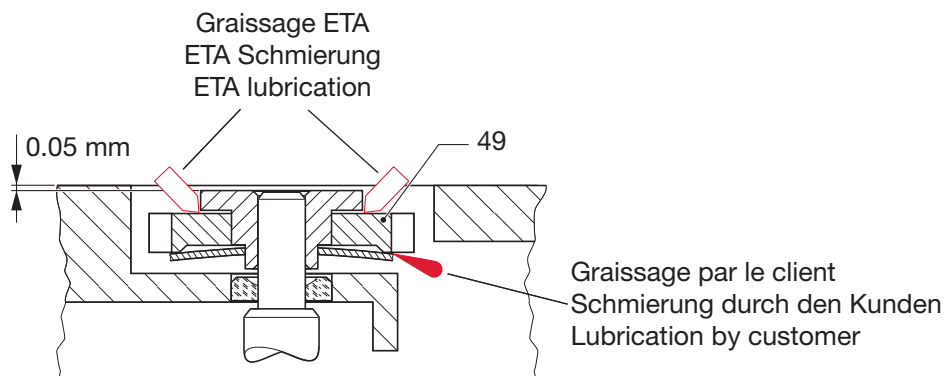 Graissage ETA
ETA Schmierung
ETA lubrication
0.05 mm
49
Graissage par le client
Schmierung durch den Kunden
Lubrication by customer